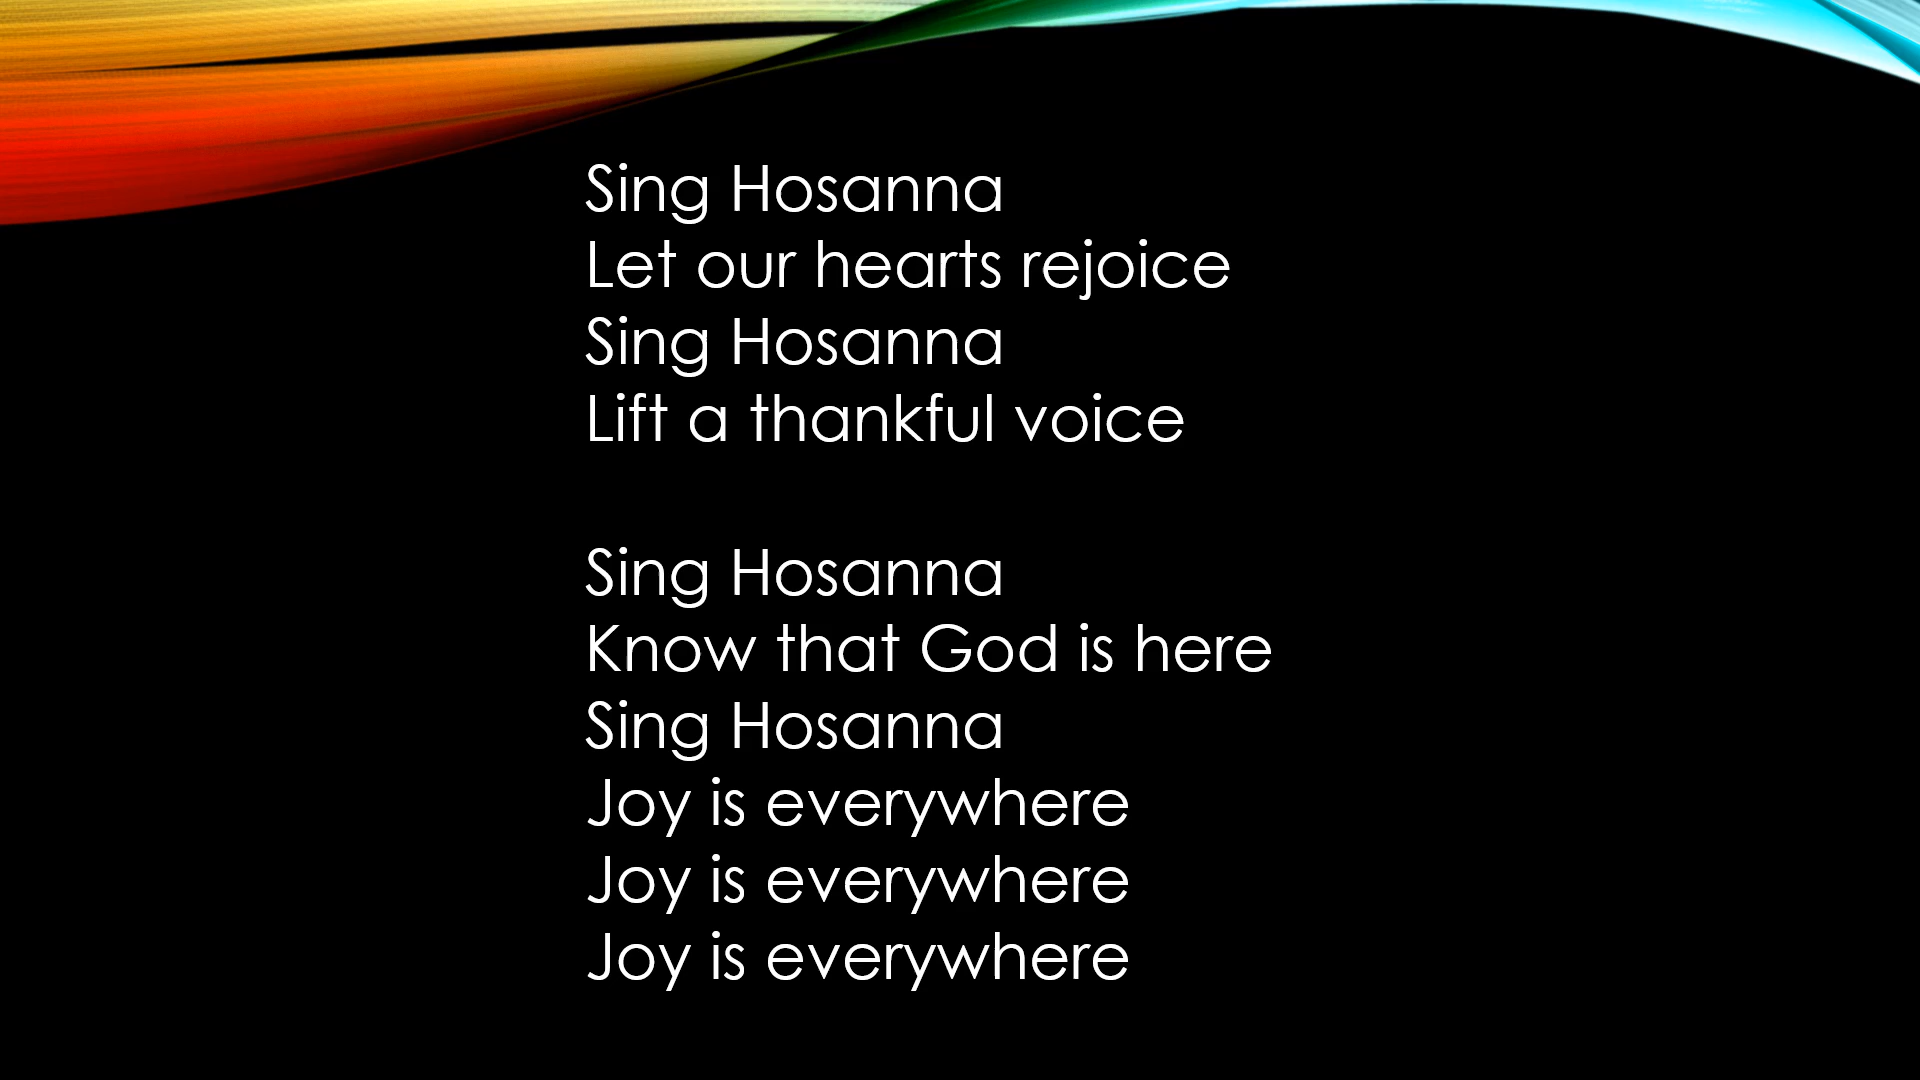 Sing Hosanna
Let our hearts rejoice
Sing Hosanna
Lift a thankful voice
Sing Hosanna
Know that God is here
Sing Hosanna
Joy is everywhere
Joy is everywhere
Joy is everywhere